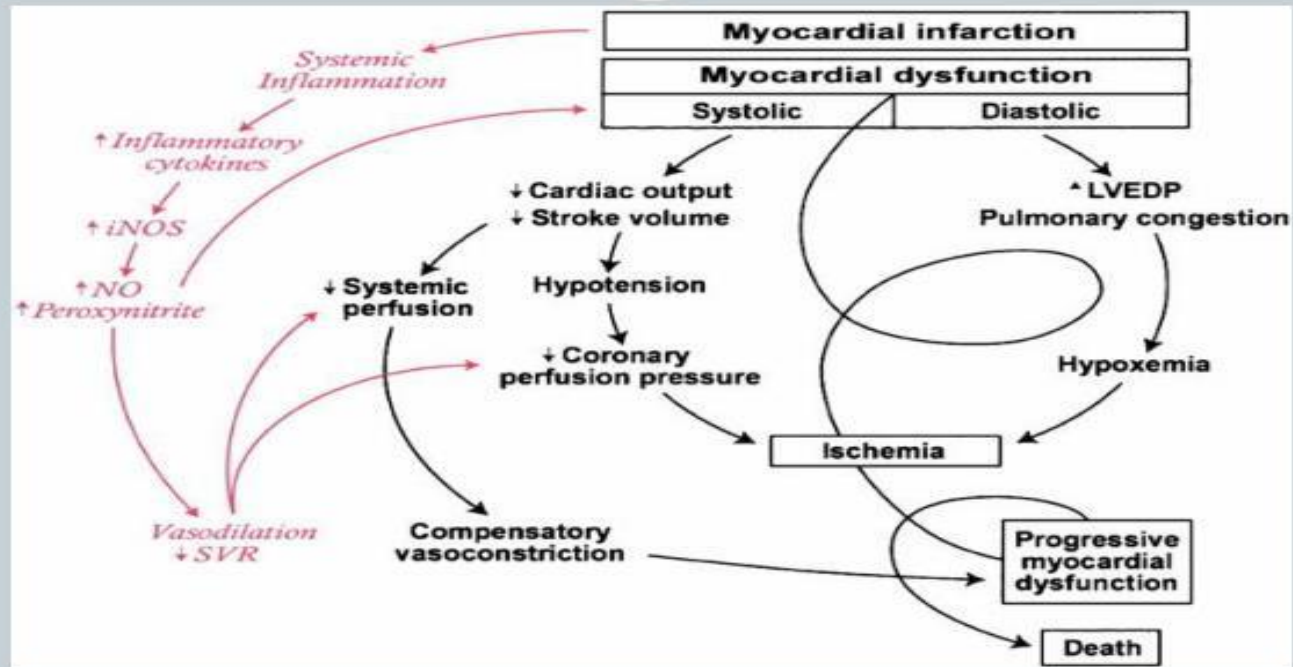 Myocardial infarction
Systemic
Inflammation
Myocardial dysfunction
Systolic
Diastolic
↑Inflammatory
cytokines
↑iNOS
↑NO
↑Peroxynitrite
↓Cardiac output
↓Stroke volume
▲LVEDP
Pulmonary congestion
↓Systemic
perfusion
Hypotension
↓Coronary
perfusion pressure
Hypoxemia
Ischemia
Vasodilation
↓SVR
Compensatory
vasoconstriction
Progressive
myocardial
dysfunction
Death